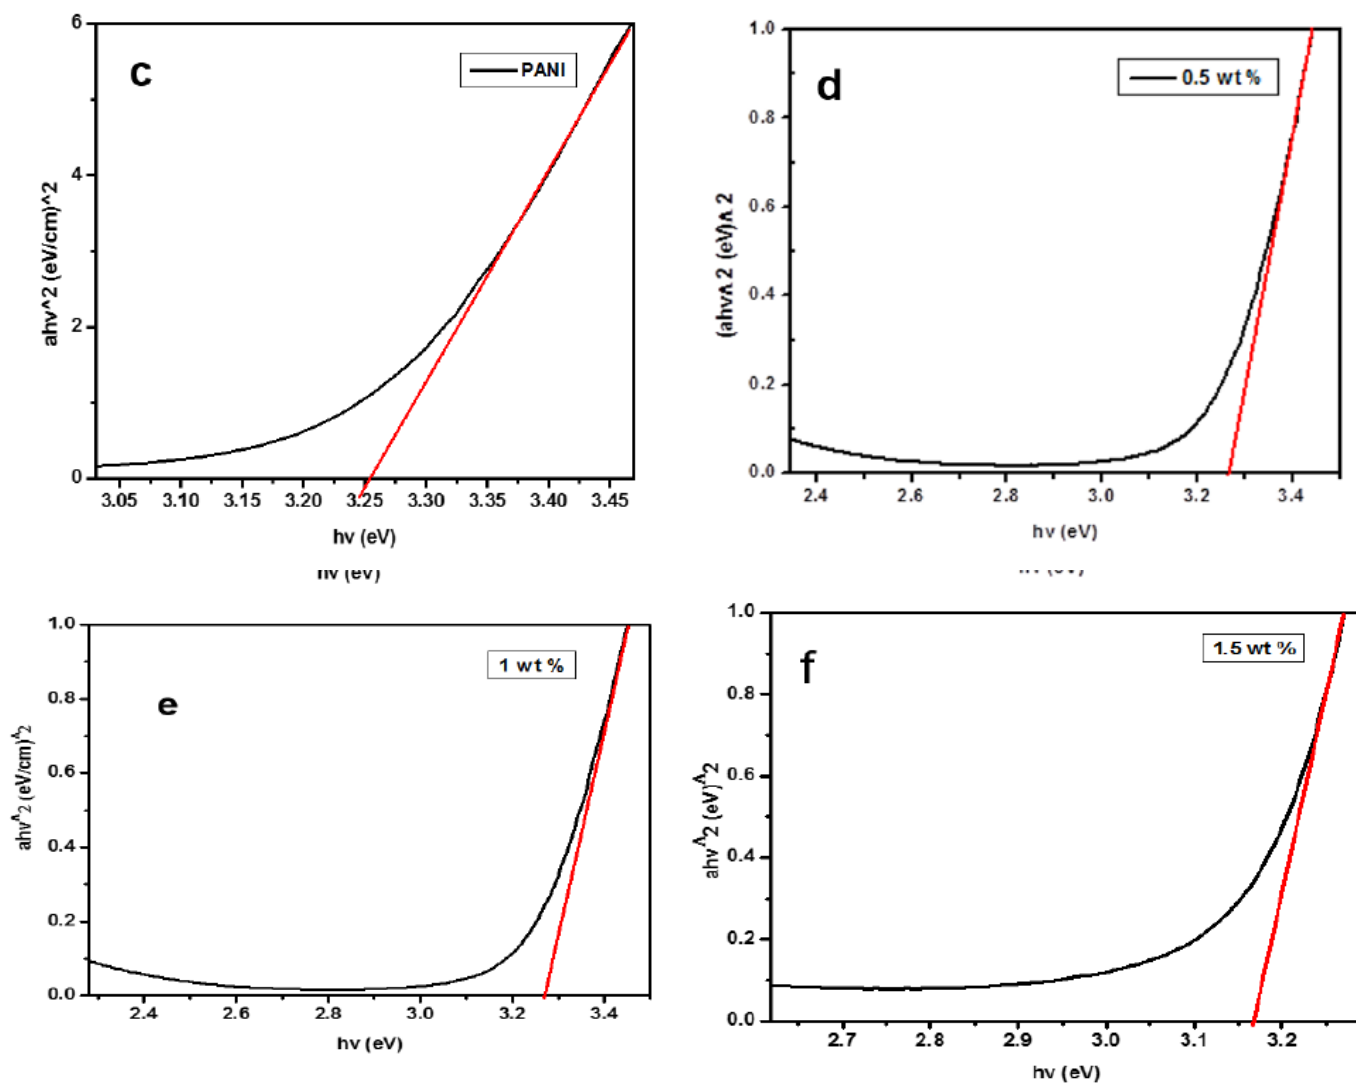 c
PANI
6
4
2
0
ahv^2 (eV/cm)^2
3.05 3.10 3.15 3.20 3.25 3.30 3.35 3.40 3.45
hv (eV)
hv (eV)
d
0.5 wt %
1.0
0.8
0.6
0.4
0.2
0.0
(ahv^2 (eV)^2
2.4 2.6 2.8 3.0 3.2 3.4
hv (eV)
e
1 wt %
1.0
0.8
0.6
0.4
0.2
0.0
ahv^2 (eV/cm)^2
2.4 2.6 2.8 3.0 3.2 3.4
hv (eV)
f
1.5 wt %
1.0
0.8
0.6
0.4
0.2
0.0
ahv^2 (eV)^2
2.7 2.8 2.9 3.0 3.1 3.2
hv (eV)